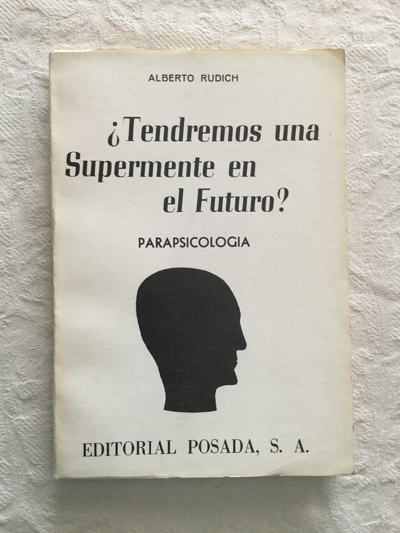 ALBERTO RUDICH
¿Tendremos una
Supermente en
el Futuro?
PARAPSICOLOGIA
EDITORIAL POSADA, S. A.